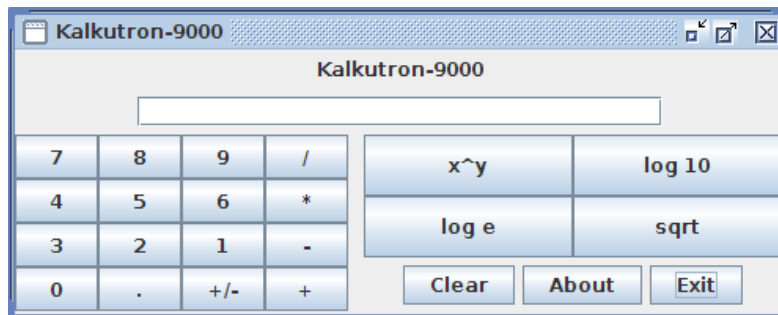 Kalkutron-9000
Kalkutron-9000
7 8 9 / x^y log 10
4 5 6 *
log e sqrt
3 2 1 -
0 . +/- + Clear About Exit